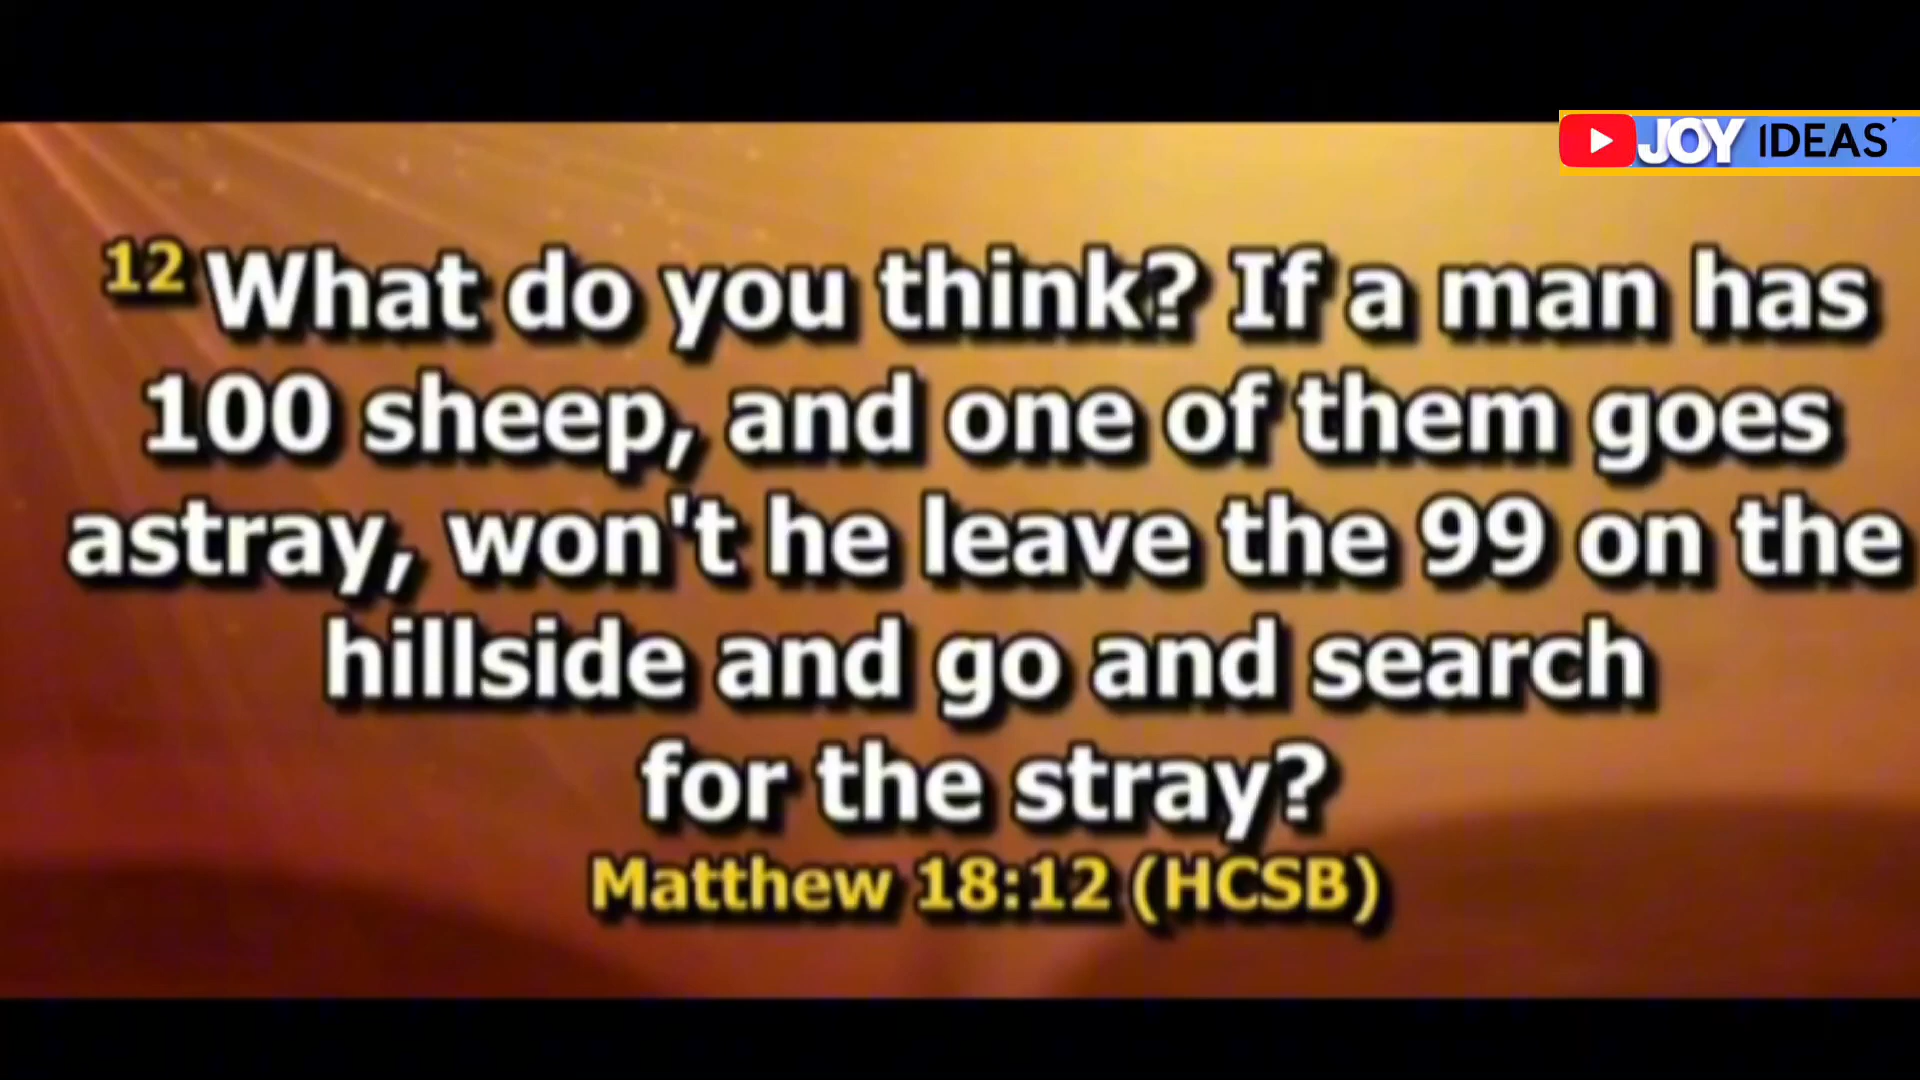 JOY IDEAS
12 What do you think? If a man has
100 sheep, and one of them goes
astray, won't he leave the 99 on the
hillside and go and search
for the stray?
Matthew 18:12 (HCSB)